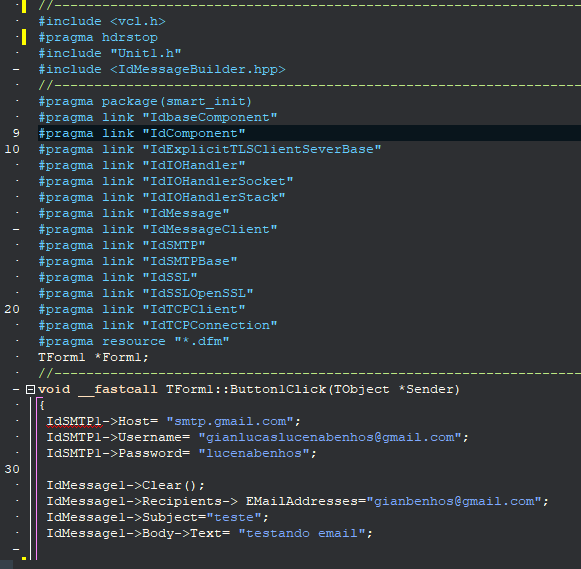 //------------------------------------------------------------------
#include <vcl.h>
#pragma hdrstop
#include "Unit1.h"
#include <IdMessageBuilder.hpp>
//------------------------------------------------------------------
#pragma package(smart_init)
#pragma link "IdbaseComponent"
9 #pragma link "IdComponent"
10 #pragma link "IdExplicitTLSClientSeverBase"
#pragma link "IdIOHandler"
#pragma link "IdIOHandlerSocket"
#pragma link "IdIOHandlerStack"
#pragma link "IdMessage"
#pragma link "IdMessageClient"
#pragma link "IdSMTP"
#pragma link "IdSMTPBase"
#pragma link "IdSSL"
#pragma link "IdSSLOpenSSL"
20 #pragma link "IdTCPClient"
#pragma link "IdTCPConnection"
#pragma resource "*.dfm"
TForm1 *Form1;
//------------------------------------------------------------------
void __fastcall TForm1::Button1Click(TObject *Sender)
{
IdSMTP1->Host= "smtp.gmail.com";
IdSMTP1->Username= "gianlucaslucenabenhos@gmail.com";
IdSMTP1->Password= "lucenabenhos";
30
IdMessage1->Clear();
IdMessage1->Recipients-> EMailAddresses="gianbenhos@gmail.com";
IdMessage1->Subject="teste";
IdMessage1->Body->Text= "testando email";